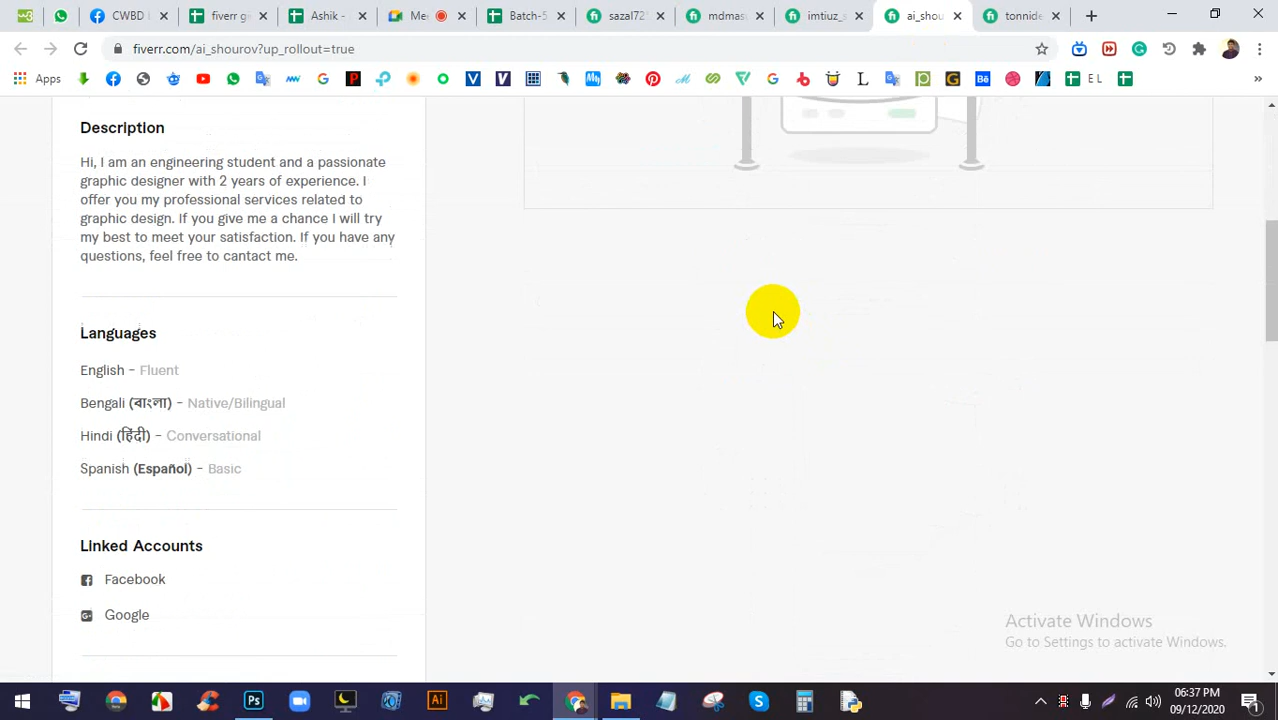 CWBD
fiverr
Ashik -
Me
Batch-5
sazal172
mdmas
imtiuz_s
ai_shou
tonnide
fiverr.com/ai_shourov?up_rollout=true
Apps
E L
Description
Hi, I am an engineering student and a passionate
graphic designer with 2 years of experience. I
offer you my professional services related to
graphic design. If you give me a chance I will try
my best to meet your satisfaction. If you have any
questions, feel free to cantact me.
Languages
English - Fluent
Bengali (বাংলা) - Native/Bilingual
Hindi (हिंदी) - Conversational
Spanish (Español) - Basic
Linked Accounts
Facebook
Google
Activate Windows
Go to Settings to activate Windows.
06:37 PM
09/12/2020